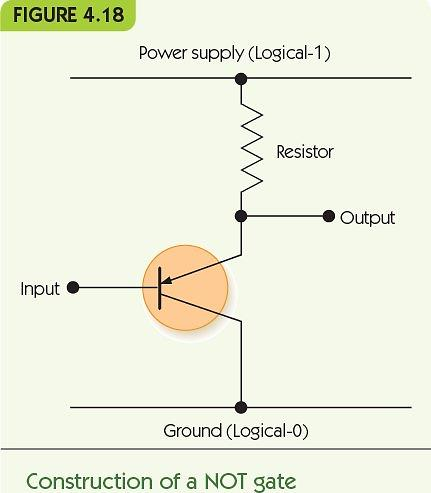 FIGURE 4.18
Power supply (Logical-1)
Resistor
Output
Input
Ground (Logical-0)
Construction of a NOT gate